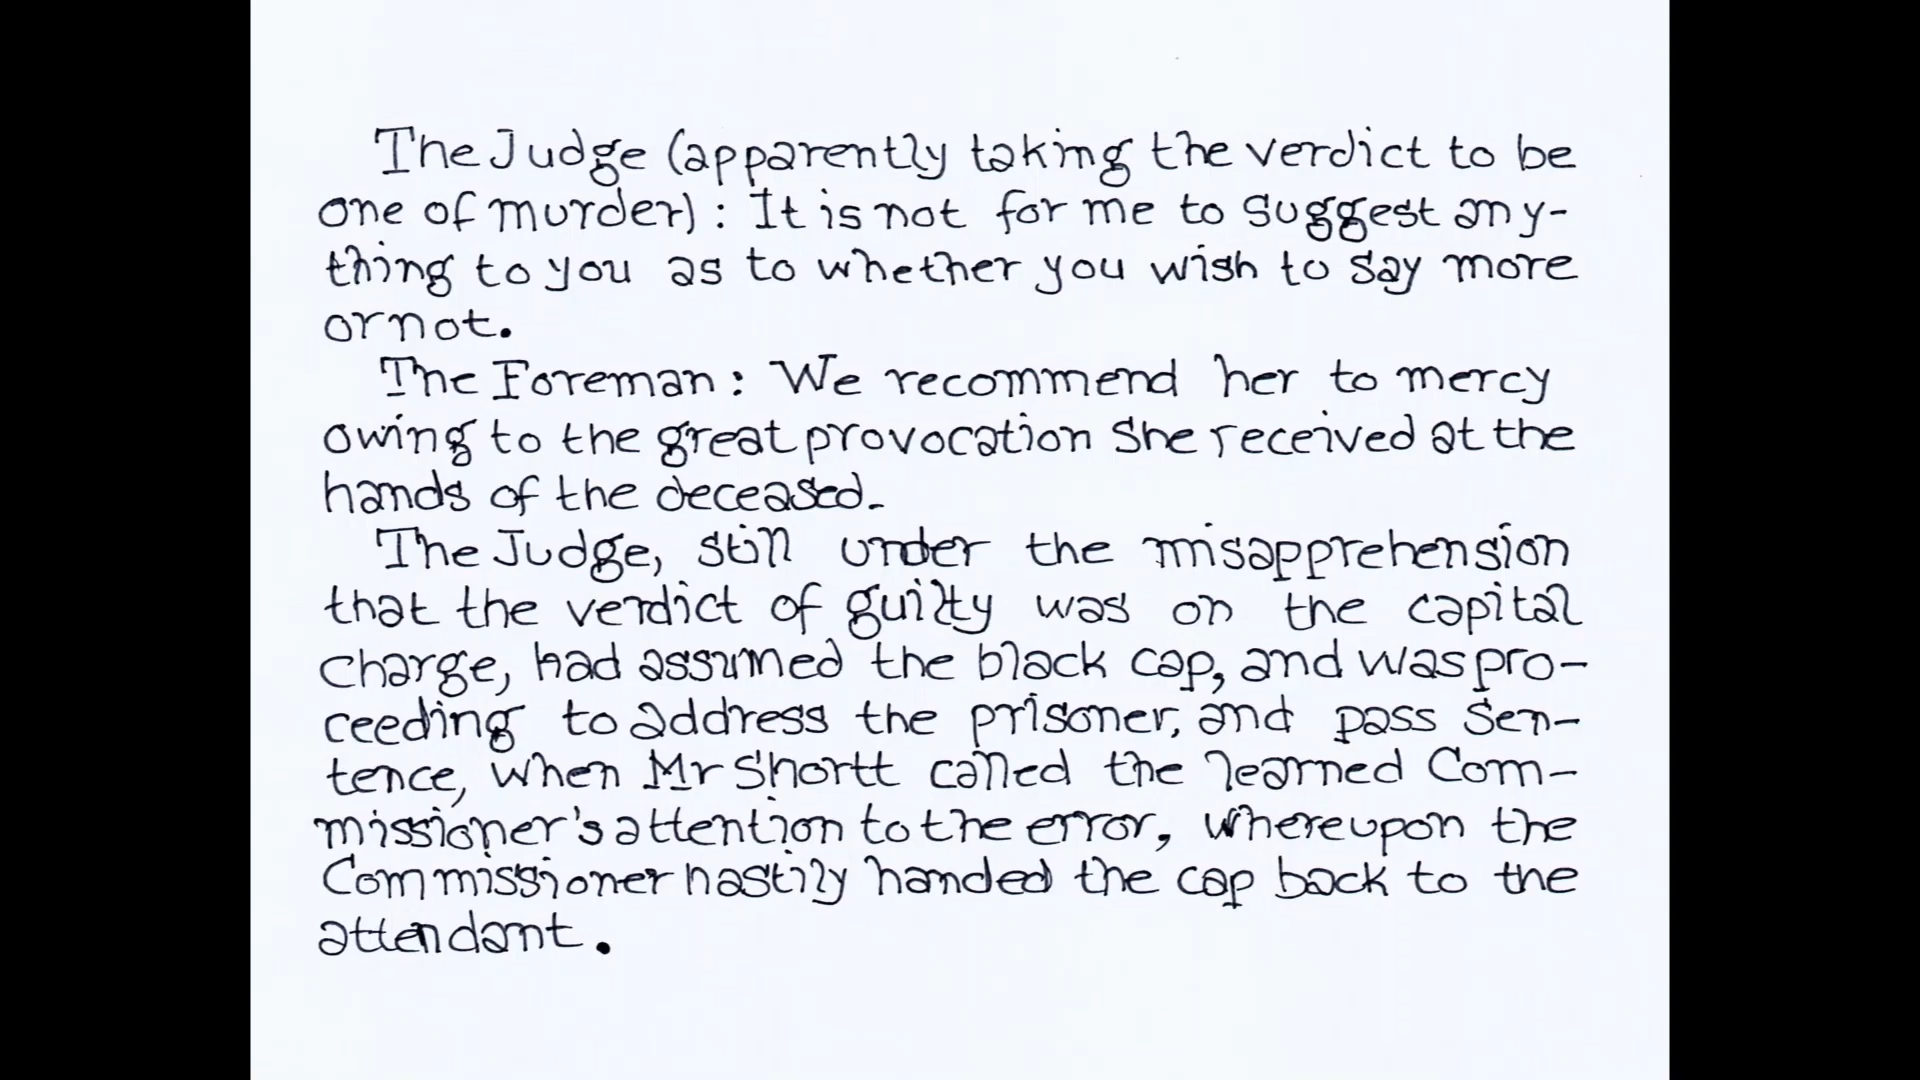 The Judge (apparently taking the verdict to be
one of murder) : It is not for me to suggest any-
thing to you as to whether you wish to say more
or not.
The Foreman : We recommend her to mercy
owing to the great provocation she received at the
hands of the deceased.
The Judge, still under the misapprehension
that the verdict of guilty was on the capital
charge, had assumed the black cap, and was pro-
ceeding to address the prisoner, and pass sen-
tence, when Mr Shortt called the learned Com-
missioner's attention to the error, whereupon the
Commissioner hastily handed the cap back to the
attendant.